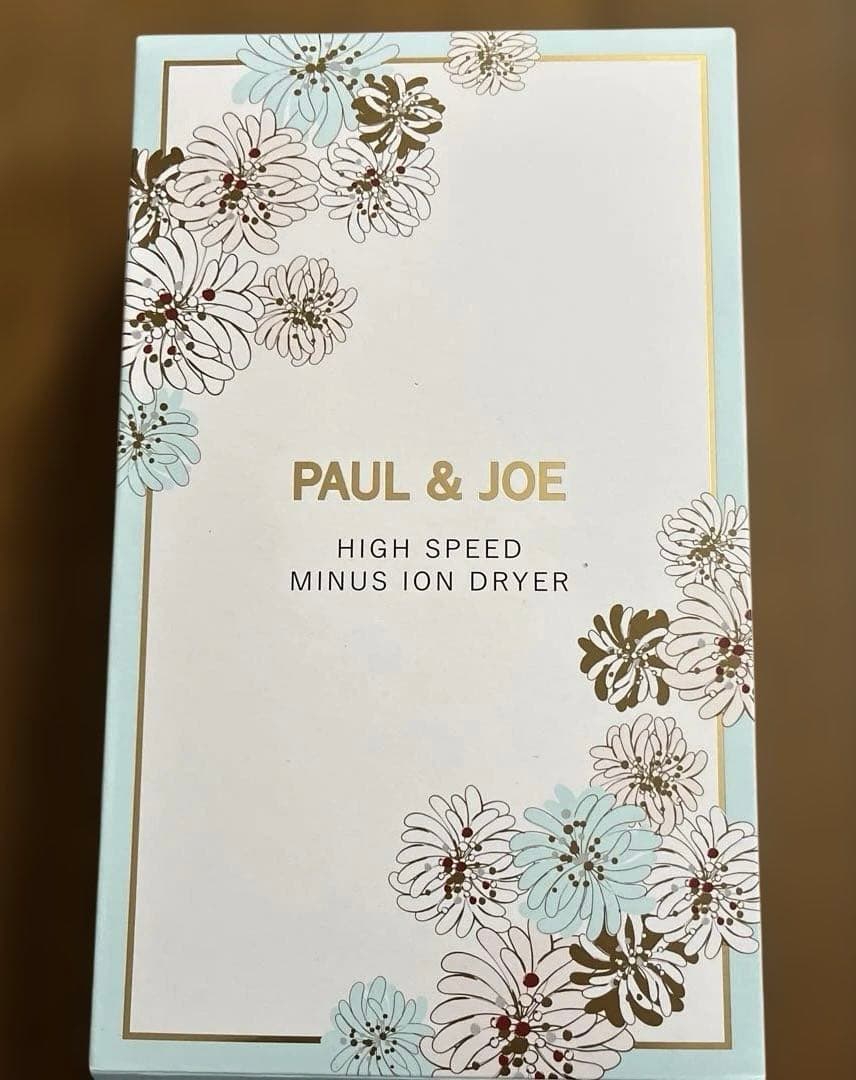 PAUL & JOE
HIGH SPEED
MINUS ION DRYER